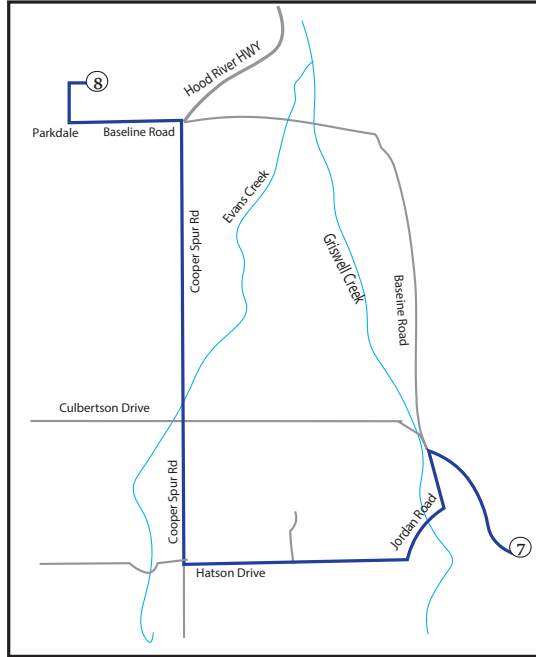 Hood River HWY
8
Parkdale
Baseline Road
Evans Creek
Cooper Spur Rd
Griswell Creek
Baseine Road
Culbertson Drive
Cooper Spur Rd
Jordan Road
7
Hatson Drive